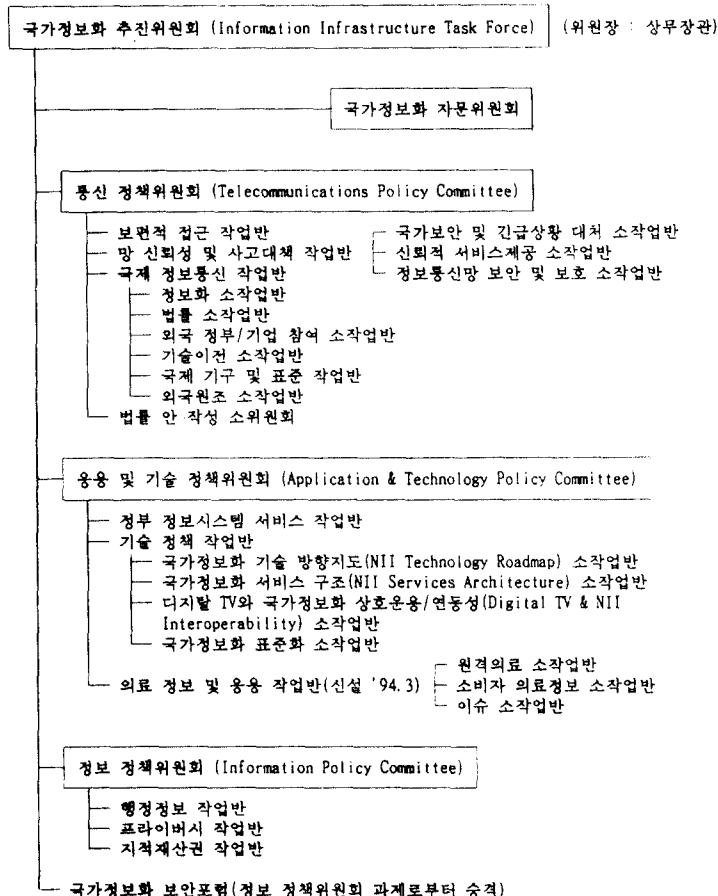 국가정보화 추진위원회 (Information Infrastructure Task Force) (위원장 : 상무장관)
국가정보화 자문위원회
통신 정책위원회 (Telecommunications Policy Committee)
보편적 접근 작업반
망 신뢰성 및 사고대책 작업반
국가보안 및 긴급상황 대처 소작업반
신뢰적 서비스제공 소작업반
정보통신망 보안 및 보호 소작업반
국제 정보통신 작업반
정보화 소작업반
법률 소작업반
외국 정부/기업 참여 소작업반
기술이전 소작업반
국제 기구 및 표준 작업반
외국원조 소작업반
법률 안 작성 소위원회
응용 및 기술 정책위원회 (Application & Technology Policy Committee)
정부 정보시스템 서비스 작업반
기술 정책 작업반
국가정보화 기술 방향지도(NII Technology Roadmap) 소작업반
국가정보화 서비스 구조(NII Services Architecture) 소작업반
디지탈 TV와 국가정보화 상호운용/연동성(Digital TV & NII
Interoperability) 소작업반
국가정보화 표준화 소작업반
의료 정보 및 응용 작업반(신설 '94.3)
원격의료 소작업반
소비자 의료정보 소작업반
이슈 소작업반
정보 정책위원회 (Information Policy Committee)
행정정보 작업반
프라이버시 작업반
지적재산권 작업반
국가정보화 보안포럼(정보 정책위원회 과제로부터 승격)